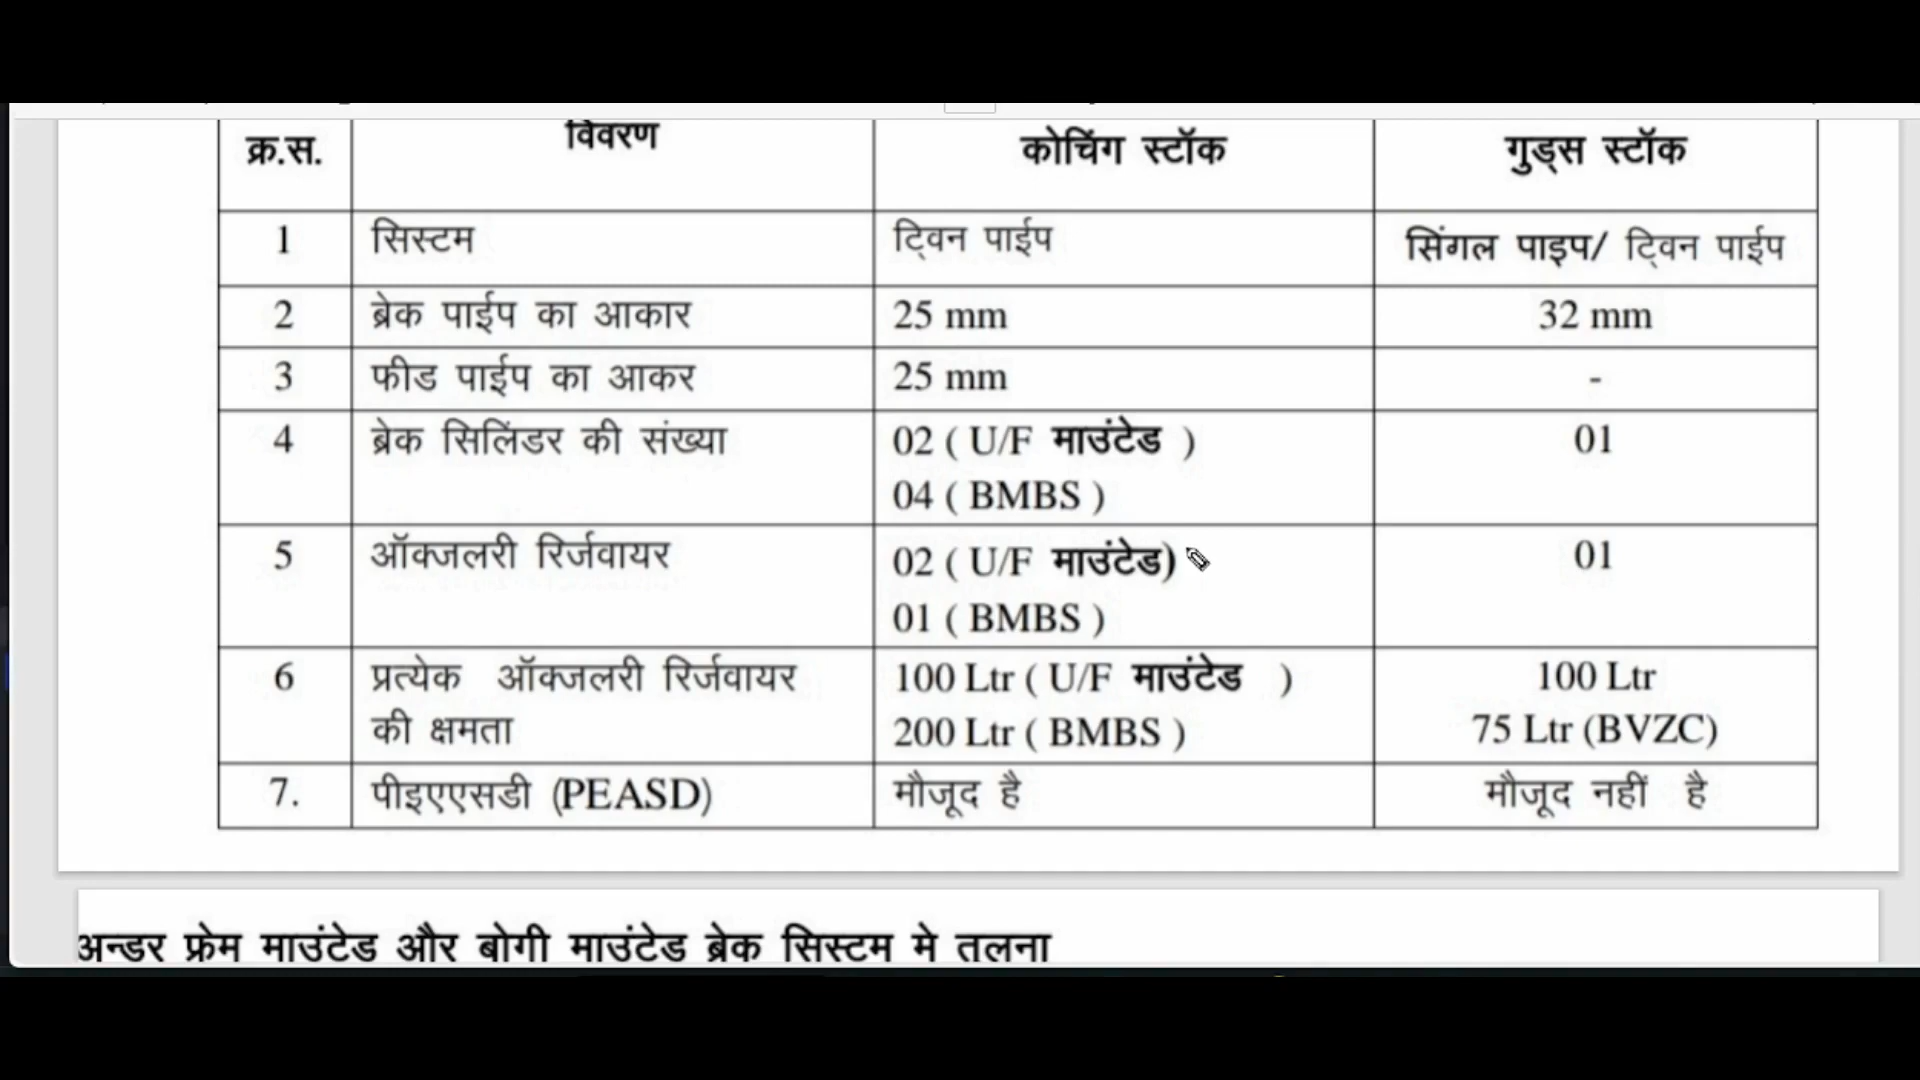 क्र.स. विवरण कोचिंग स्टॉक गुड्स स्टॉक
1 सिस्टम ट्विन पाईप सिंगल पाइप/ ट्विन पाईप
2 ब्रेक पाईप का आकार 25 mm 32 mm
3 फीड पाईप का आकर 25 mm -
4 ब्रेक सिलिंडर की संख्या 02 ( U/F माउंटेड ) 01
04 ( BMBS )
5 ऑक्जलरी रिर्जवायर 02 ( U/F माउंटेड) 01
01 ( BMBS )
6 प्रत्येक ऑक्जलरी रिर्जवायर 100 Ltr ( U/F माउंटेड ) 100 Ltr
की क्षमता 200 Ltr ( BMBS ) 75 Ltr (BVZC)
7. पीइएएसडी (PEASD) मौजूद है मौजूद नहीं है
अन्डर फ्रेम माउंटेड और बोगी माउंटेड ब्रेक सिस्टम मे तलना